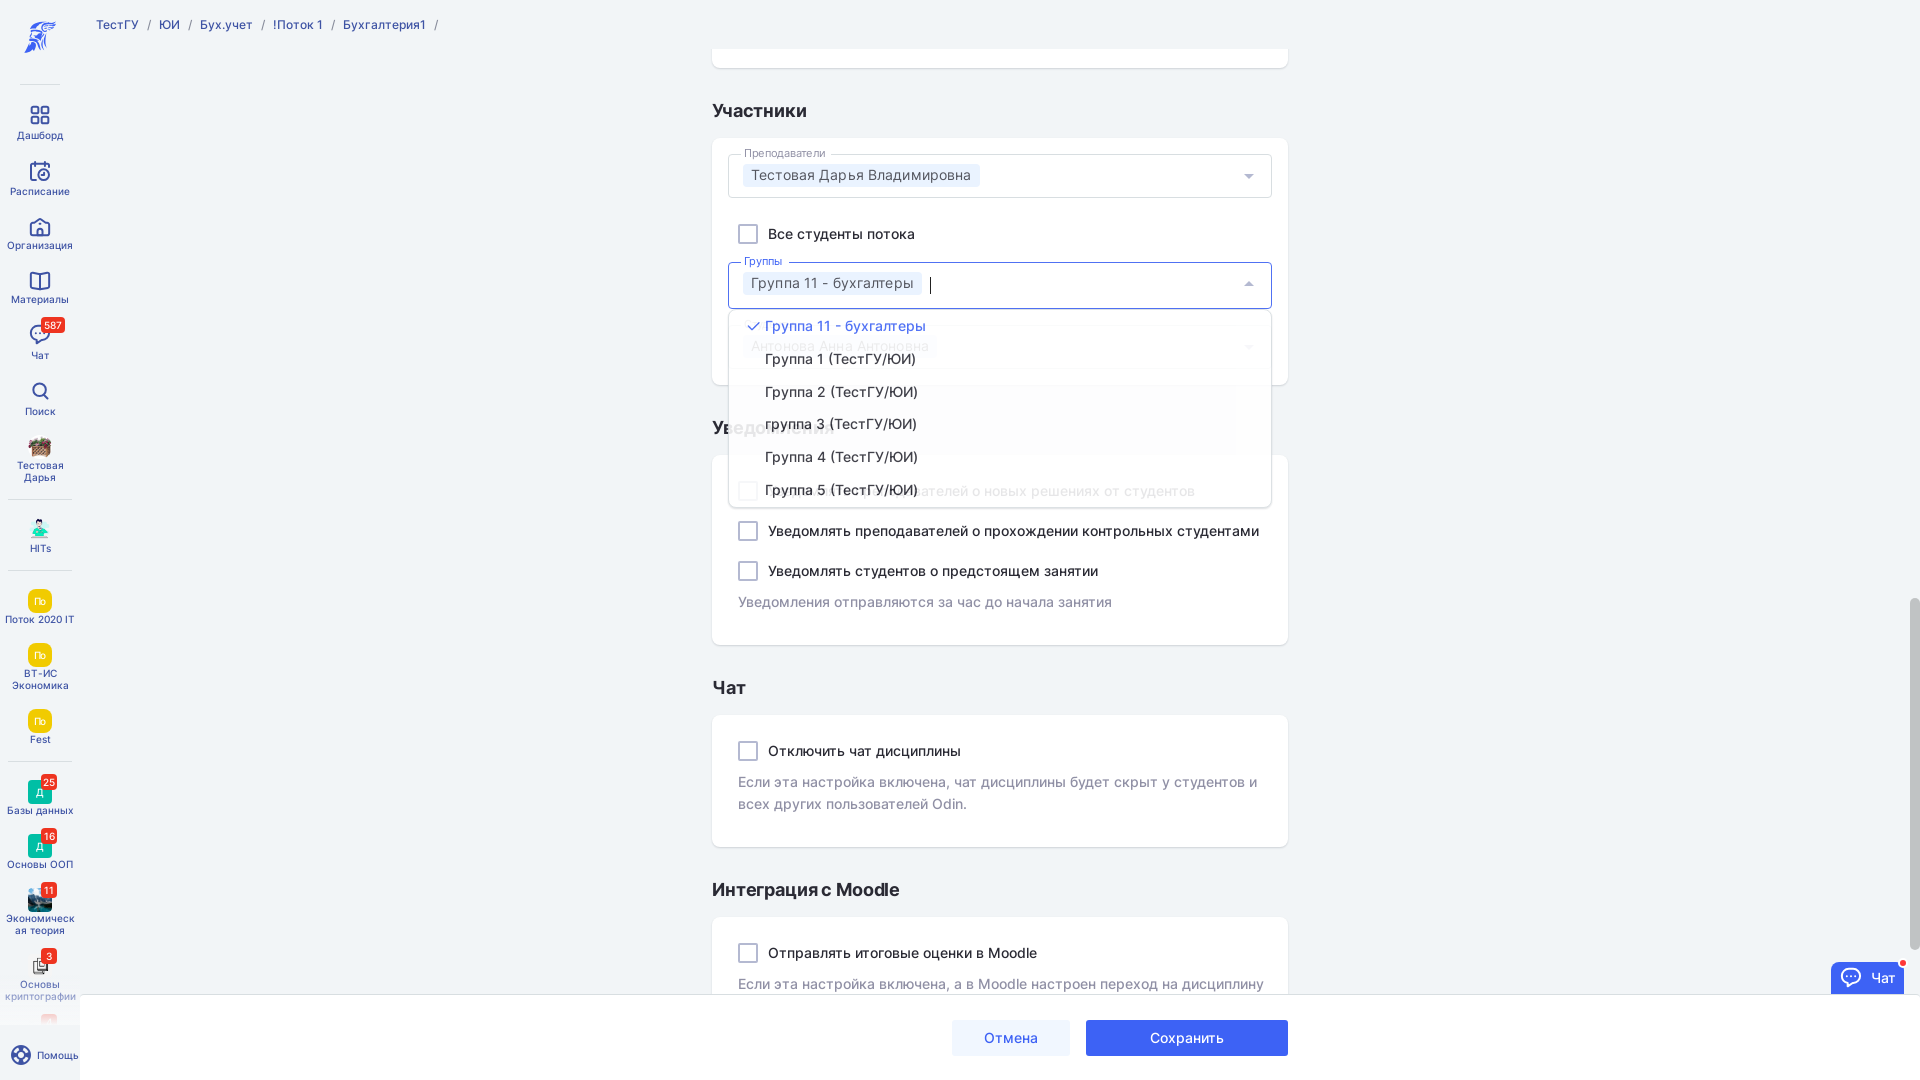 ТестГУ / ЮИ / Бух.учет / !Поток 1 / Бухгалтерия1 /
Дашборд
Расписание
Организация
Материалы
587
Чат
Поиск
Тестовая
Дарья
HITs
По
Поток 2020 IT
По
ВТ-ИС
Экономика
По
Fest
25
Д
Базы данных
16
Д
Основы ООП
11
Экономическ
ая теория
3
Основы
криптографии
Помощь
Участники
Преподаватели
Тестовая Дарья Владимировна
Все студенты потока
Группы
Группа 11 - бухгалтеры
Группа 11 - бухгалтеры
Антонова Анна Антоновна
Группа 1 (ТестГУ/ЮИ)
Группа 2 (ТестГУ/ЮИ)
группа 3 (ТестГУ/ЮИ)
Уведомления
Группа 4 (ТестГУ/ЮИ)
Группа 5 (ТестГУ/ЮИ)
о новых решениях от студентов
Уведомлять преподавателей о прохождении контрольных студентами
Уведомлять студентов о предстоящем занятии
Уведомления отправляются за час до начала занятия
Чат
Отключить чат дисциплины
Если эта настройка включена, чат дисциплины будет скрыт у студентов и
всех других пользователей Odin.
Интеграция с Moodle
Отправлять итоговые оценки в Moodle
Если эта настройка включена, а в Moodle настроен переход на дисциплину
Чат
Отмена
Сохранить